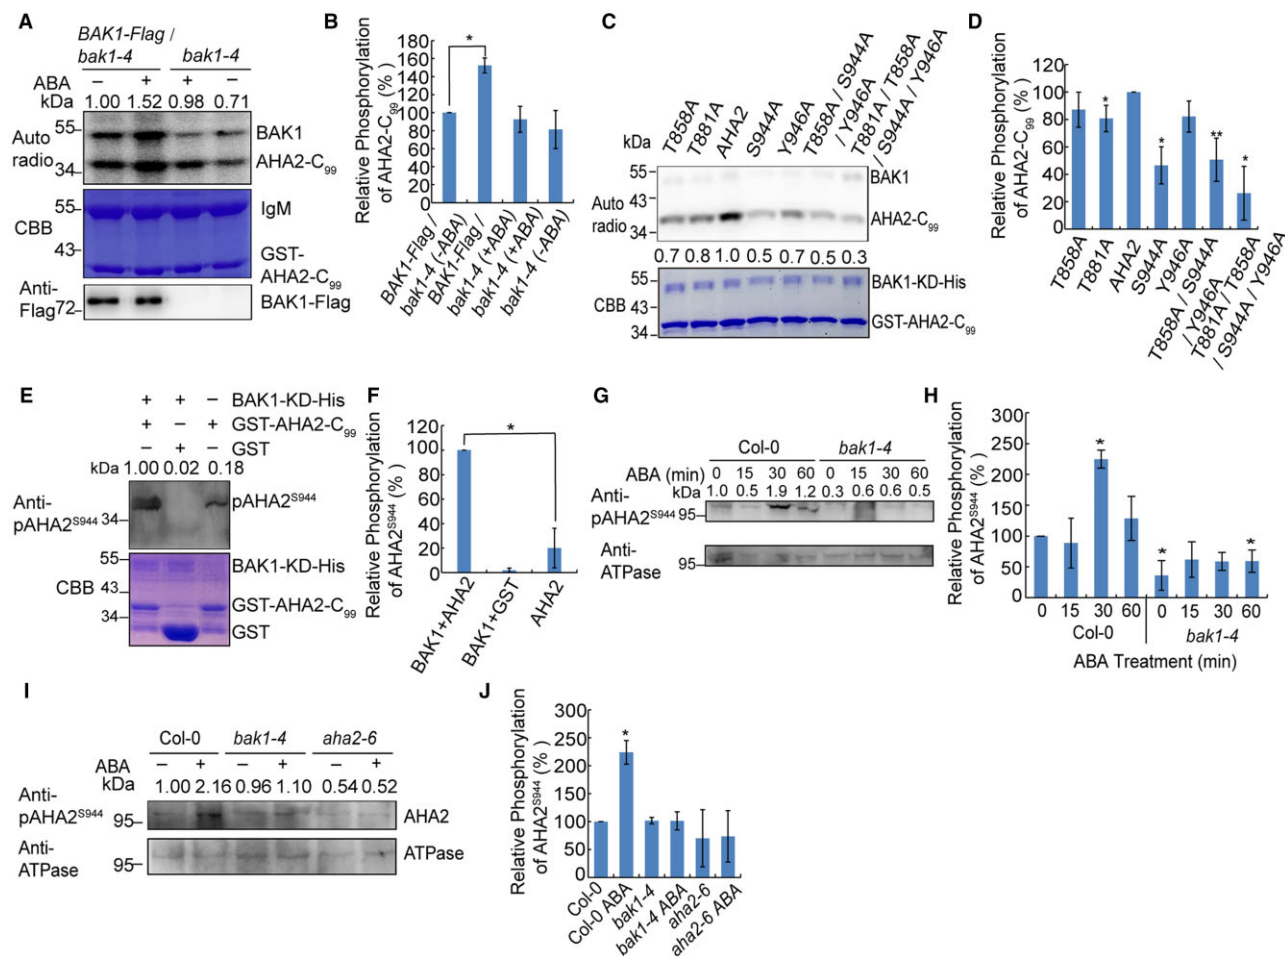 A
BAK1-Flag /
bak1-4 bak1-4
ABA – + + –
kDa 1.00 1.52 0.98 0.71
Auto radio
55
34
BAK1
AHA2-C99
CBB
55
43
IgM
GST-
AHA2-C99
Anti-
Flag 72
BAK1-Flag
B
Relative Phosphorylation
of AHA2-C99 (%)
180
160
140
120
100
80
60
40
20
0
*
BAK1-Flag /
bak1-4 (-ABA)
BAK1-Flag /
bak1-4 (+ABA)
bak1-4 (+ABA)
bak1-4 (-ABA)
C
T858A
T881A
AHA2
S944A
Y946A
T858A / S944A
/ Y946A
T881A / T858A
/ S944A / Y946A
kDa
Auto
radio
55
43
34
BAK1
AHA2-C99
0.7 0.8 1.0 0.5 0.7 0.5 0.3
CBB
55
43
34
BAK1-KD-His
GST-AHA2-C99
D
Relative Phosphorylation
of AHA2-C99 (%)
120
100
80
60
40
20
0
* * ** *
T858A
T881A
AHA2
S944A
Y946A
T858A / S944A
/ Y946A
T881A / T858A
/ S944A / Y946A
E
+ + – BAK1-KD-His
+ – + GST-AHA2-C99
– + – GST
kDa 1.00 0.02 0.18
Anti-
pAHA2S944
34
pAHA2S944
CBB
55
43
34
BAK1-KD-His
GST-AHA2-C99
GST
F
Relative Phosphorylation
of AHA2S944 (% )
120
100
80
60
40
20
0
*
BAK1+AHA2
BAK1+GST
AHA2
G
Col-0 bak1-4
ABA (min) 0 15 30 60 0 15 30 60
kDa 1.0 0.5 1.9 1.2 0.3 0.6 0.6 0.5
Anti-
pAHA2S944 95
Anti-
ATPase 95
H
Relative Phosphorylation
of AHA2S944 (% )
300
250
200
150
100
50
0
* * *
0 15 30 60 0 15 30 60
Col-0 bak1-4
ABA Treatment (min)
I
Col-0 bak1-4 aha2-6
ABA – + – + – +
kDa 1.00 2.16 0.96 1.10 0.54 0.52
Anti-
pAHA2S944 95
AHA2
Anti-
ATPase 95
ATPase
J
Relative Phosphorylation
of AHA2S944 (% )
300
250
200
150
100
50
0
*
Col-0
Col-0 ABA
bak1-4
bak1-4 ABA
aha2-6
aha2-6 ABA